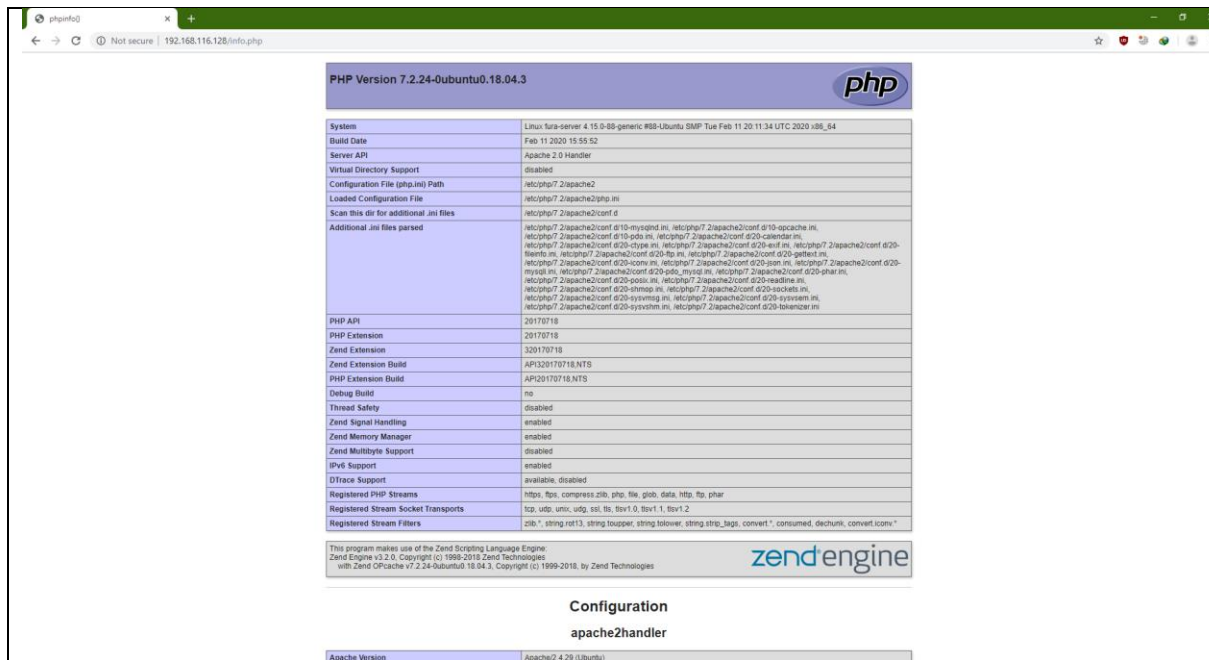 phpinfo()
Not secure | 192.168.116.128/info.php
PHP Version 7.2.24-0ubuntu0.18.04.3
php
System Linux fura-server 4.15.0-88-generic #88-Ubuntu SMP Tue Feb 11 20:11:34 UTC 2020 x86_64
Build Date Feb 11 2020 15:55:52
Server API Apache 2.0 Handler
Virtual Directory Support disabled
Configuration File (php.ini) Path /etc/php/7.2/apache2
Loaded Configuration File /etc/php/7.2/apache2/php.ini
Scan this dir for additional .ini files /etc/php/7.2/apache2/conf.d
Additional .ini files parsed /etc/php/7.2/apache2/conf.d/10-mysqlnd.ini, /etc/php/7.2/apache2/conf.d/10-opcache.ini,
/etc/php/7.2/apache2/conf.d/10-pdo.ini, /etc/php/7.2/apache2/conf.d/20-calendar.ini,
/etc/php/7.2/apache2/conf.d/20-ctype.ini, /etc/php/7.2/apache2/conf.d/20-exif.ini, /etc/php/7.2/apache2/conf.d/20-
fileinfo.ini, /etc/php/7.2/apache2/conf.d/20-ftp.ini, /etc/php/7.2/apache2/conf.d/20-gettext.ini,
/etc/php/7.2/apache2/conf.d/20-iconv.ini, /etc/php/7.2/apache2/conf.d/20-json.ini, /etc/php/7.2/apache2/conf.d/20-
mysqli.ini, /etc/php/7.2/apache2/conf.d/20-pdo_mysql.ini, /etc/php/7.2/apache2/conf.d/20-phar.ini,
/etc/php/7.2/apache2/conf.d/20-posix.ini, /etc/php/7.2/apache2/conf.d/20-readline.ini,
/etc/php/7.2/apache2/conf.d/20-shmop.ini, /etc/php/7.2/apache2/conf.d/20-sockets.ini,
/etc/php/7.2/apache2/conf.d/20-sysvmsg.ini, /etc/php/7.2/apache2/conf.d/20-sysvsem.ini,
/etc/php/7.2/apache2/conf.d/20-sysvshm.ini, /etc/php/7.2/apache2/conf.d/20-tokenizer.ini
PHP API 20170718
PHP Extension 20170718
Zend Extension 320170718
Zend Extension Build API320170718,NTS
PHP Extension Build API20170718,NTS
Debug Build no
Thread Safety disabled
Zend Signal Handling enabled
Zend Memory Manager enabled
Zend Multibyte Support disabled
IPv6 Support enabled
DTrace Support available, disabled
Registered PHP Streams https, ftps, compress.zlib, php, file, glob, data, http, ftp, phar
Registered Stream Socket Transports tcp, udp, unix, udg, ssl, tls, tlsv1.0, tlsv1.1, tlsv1.2
Registered Stream Filters zlib.*, string.rot13, string.toupper, string.tolower, string.strip_tags, convert.*, consumed, dechunk, convert.iconv.*
This program makes use of the Zend Scripting Language Engine:
Zend Engine v3.2.0, Copyright (c) 1998-2018 Zend Technologies
with Zend OPcache v7.2.24-0ubuntu0.18.04.3, Copyright (c) 1999-2018, by Zend Technologies
zend engine
Configuration
apache2handler
Apache Version Apache/2.4.29 (Ubuntu)